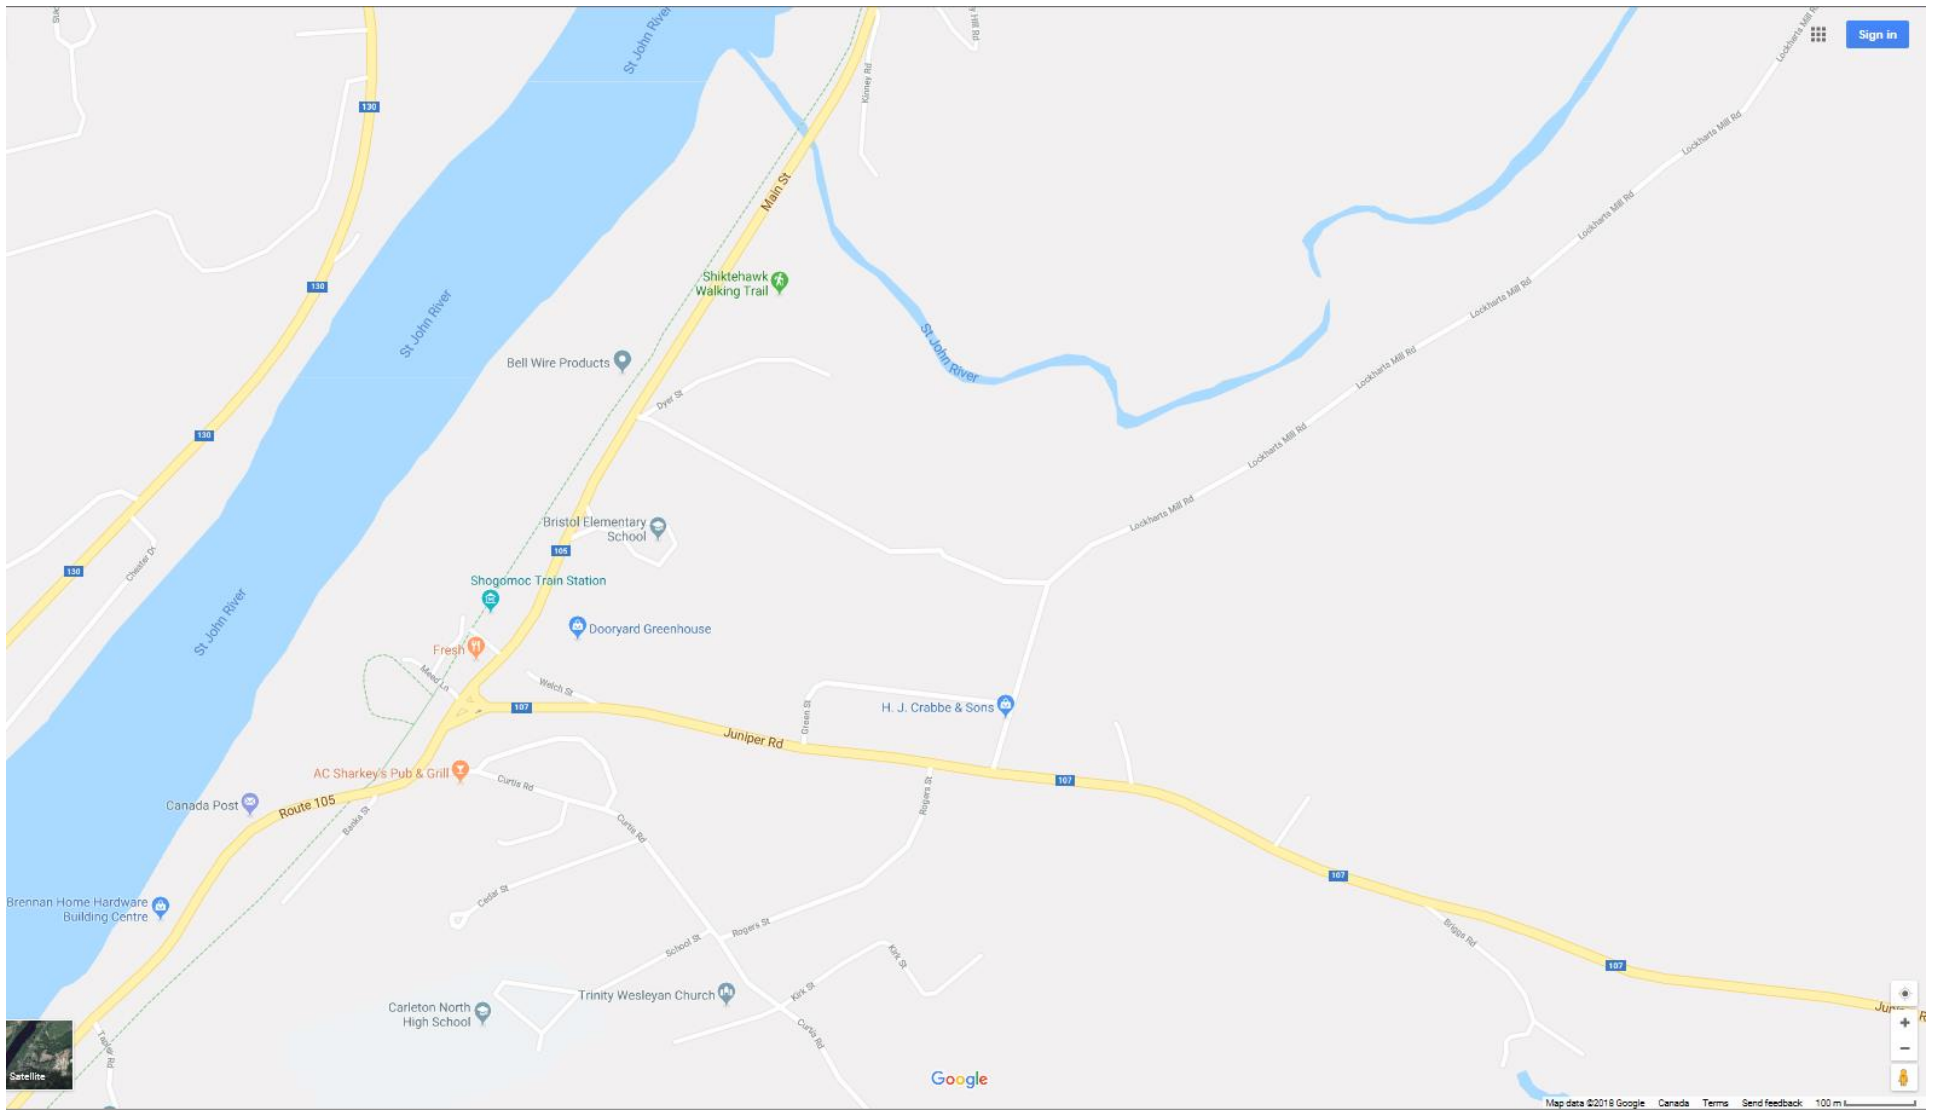 St John River
Kinney Rd
Lockharts Mill Rd
Sign in
130
Lockharts Mill Rd
Main St
Lockharts Mill Rd
Shiktehawk
Walking Trail
130
Lockharts Mill Rd
St John River
St John River
Bell Wire Products
Lockharts Mill Rd
Dyer St
130
Lockharts Mill Rd
Lockharts Mill Rd
Bristol Elementary
School
105
130
Shogomoc Train Station
St John River
Dooryard Greenhouse
Fresh
Meed Ln
Welch St
107
Green St
H. J. Crabbe & Sons
Juniper Rd
AC Sharkey's Pub & Grill
Curtis Rd
107
Canada Post
Route 105
Rogers St
Curtis Rd
107
Cedar St
Brennan Home Hardware
Building Centre
School St
Rogers St
Briggs Rd
Kirk St
107
Kirk St
Trinity Wesleyan Church
Carleton North
High School
Curtis Rd
Satellite
Google
Map data ©2018 Google
Canada
Terms
Send feedback
100 m